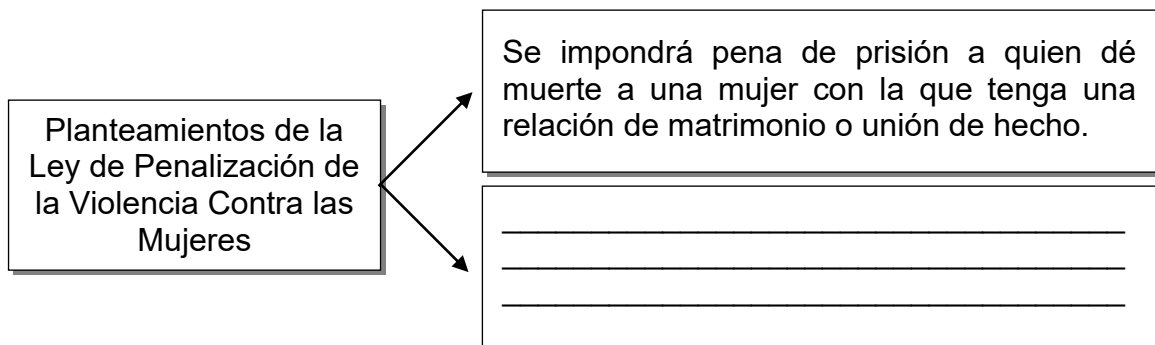 Planteamientos de la
Ley de Penalización de
la Violencia Contra las
Mujeres
Se impondrá pena de prisión a quien dé
muerte a una mujer con la que tenga una
relación de matrimonio o unión de hecho.